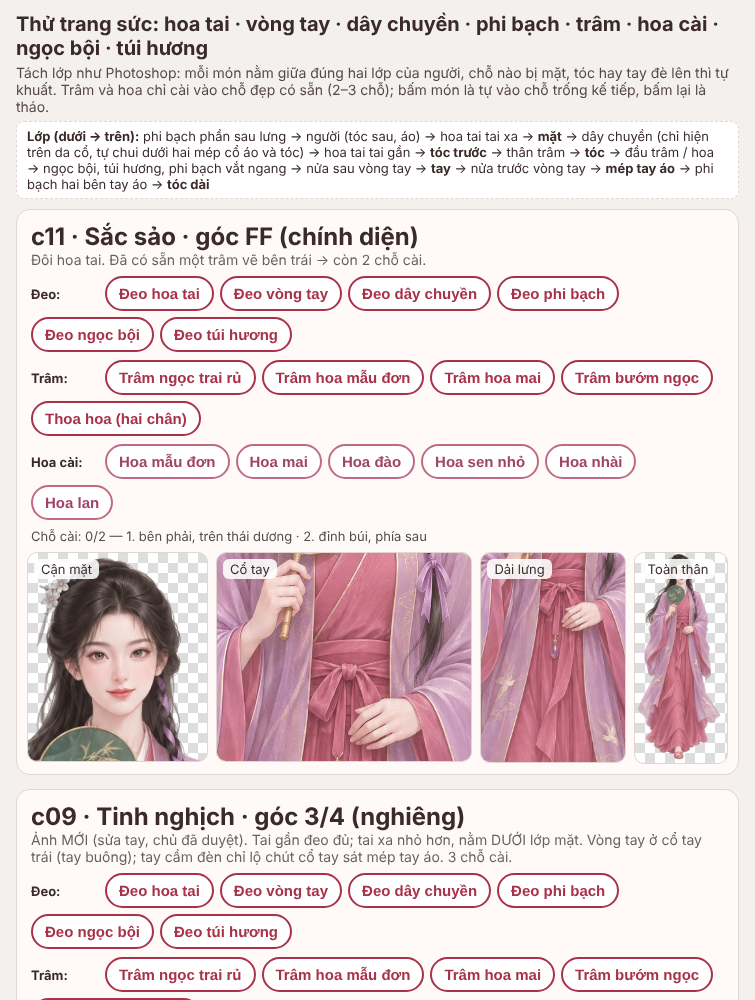 Thử trang sức: hoa tai · vòng tay · dây chuyền · phi bạch · trâm · hoa cài ·
ngọc bội · túi hương
Tách lớp như Photoshop: mỗi món nằm giữa đúng hai lớp của người, chỗ nào bị mặt, tóc hay tay đè lên thì tự
khuất. Trâm và hoa chỉ cài vào chỗ đẹp có sẵn (2–3 chỗ); bấm món là tự vào chỗ trống kế tiếp, bấm lại là
tháo.
Lớp (dưới → trên): phi bạch phần sau lưng → người (tóc sau, áo) → hoa tai tai xa → mặt → dây chuyền (chỉ hiện
trên da cổ, tự chui dưới hai mép cổ áo và tóc) → hoa tai tai gần → tóc trước → thân trâm → tóc → đầu trâm / hoa
→ ngọc bội, túi hương, phi bạch vắt ngang → nửa sau vòng tay → tay → nửa trước vòng tay → mép tay áo → phi
bạch hai bên tay áo → tóc dài
c11 · Sắc sảo · góc FF (chính diện)
Đôi hoa tai. Đã có sẵn một trâm vẽ bên trái → còn 2 chỗ cài.
Đeo:
Đeo hoa tai
Đeo vòng tay
Đeo dây chuyền
Đeo phi bạch
Đeo ngọc bội
Đeo túi hương
Trâm:
Trâm ngọc trai rủ
Trâm hoa mẫu đơn
Trâm hoa mai
Trâm bướm ngọc
Thoa hoa (hai chân)
Hoa cài:
Hoa mẫu đơn
Hoa mai
Hoa đào
Hoa sen nhỏ
Hoa nhài
Hoa lan
Chỗ cài: 0/2 — 1. bên phải, trên thái dương · 2. đỉnh búi, phía sau
Cận mặt
Cổ tay
Dải lưng
Toàn thân
c09 · Tinh nghịch · góc 3/4 (nghiêng)
Ảnh MỚI (sửa tay, chủ đã duyệt). Tai gần đeo đủ; tai xa nhỏ hơn, nằm DƯỚI lớp mặt. Vòng tay ở cổ tay
trái (tay buông); tay cầm đèn chỉ lộ chút cổ tay sát mép tay áo. 3 chỗ cài.
Đeo:
Đeo hoa tai
Đeo vòng tay
Đeo dây chuyền
Đeo phi bạch
Đeo ngọc bội
Đeo túi hương
Trâm:
Trâm ngọc trai rủ
Trâm hoa mẫu đơn
Trâm hoa mai
Trâm bướm ngọc